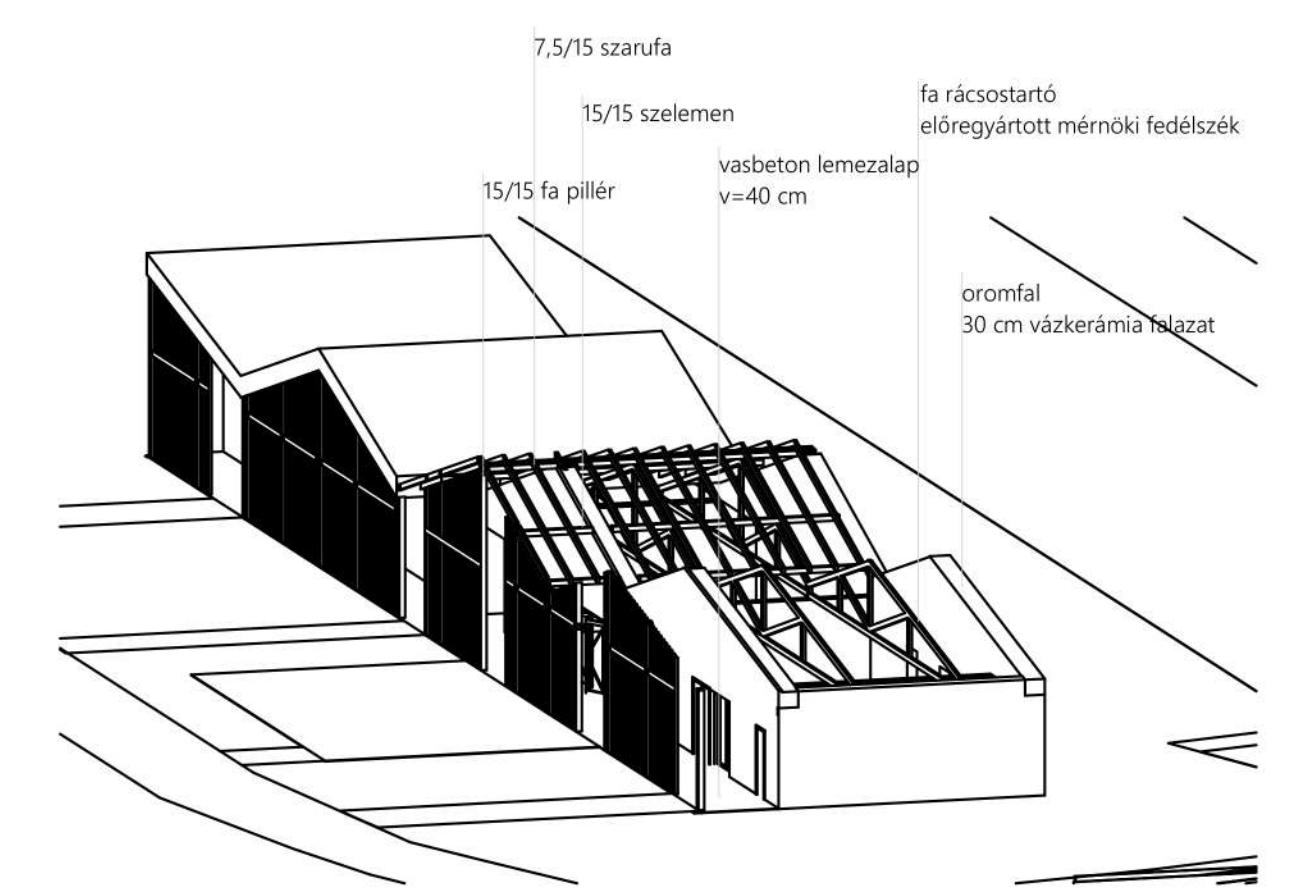 7,5/15 szarufa
15/15 szelemen
15/15 fa pillér
vasbeton lemezalap
v=40 cm
fa rácsostartó
előregyártott mérnöki fedélszék
oromfal
30 cm vázkerámia falazat